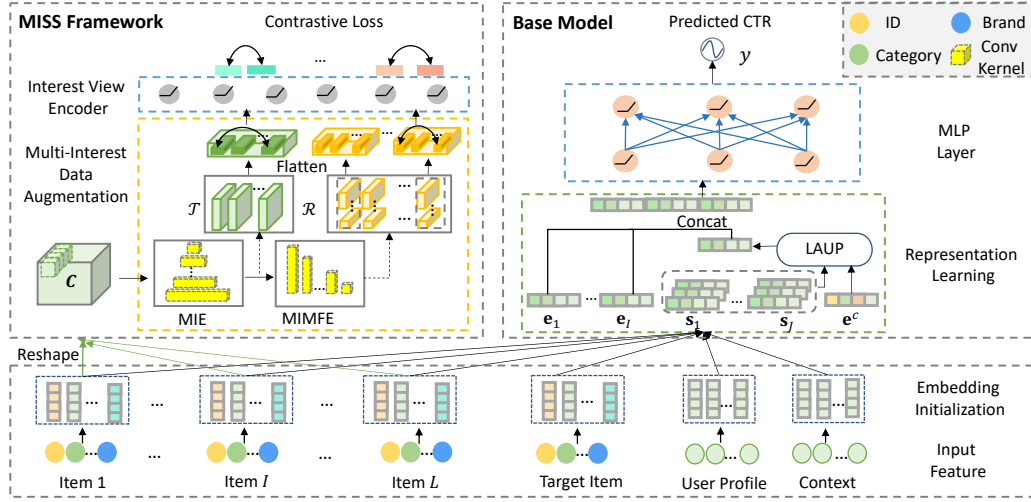 MISS Framework
Contrastive Loss
...
Interest View
Encoder
Multi-Interest
Data
Augmentation
Flatten
𝒯
ℛ
C
MIE
MIMFE
Base Model
Predicted CTR
y
ID
Brand
Category
Conv
Kernel
MLP
Layer
Concat
LAUP
Representation
Learning
e₁ ... e_I s₁ ... s_J eᶜ
Reshape
Embedding
Initialization
Input
Feature
Item 1 ... Item I ... Item L Target Item User Profile Context